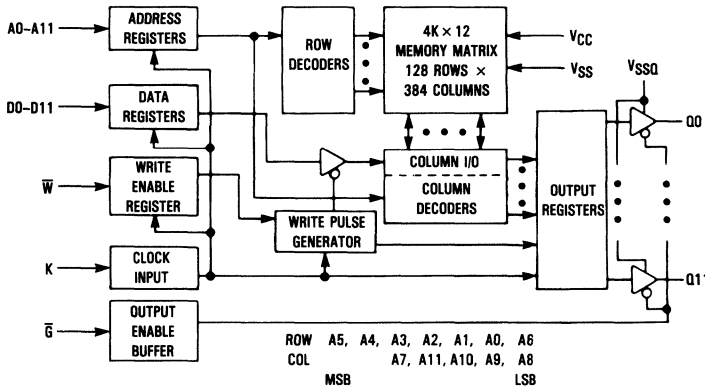 A0–A11
ADDRESS
REGISTERS
D0–D11
DATA
REGISTERS
W̅
WRITE
ENABLE
REGISTER
K
CLOCK
INPUT
G̅
OUTPUT
ENABLE
BUFFER
ROW
DECODERS
4K × 12
MEMORY MATRIX
128 ROWS ×
384 COLUMNS
VCC
VSS
COLUMN I/O
COLUMN
DECODERS
WRITE PULSE
GENERATOR
OUTPUT
REGISTERS
VSSQ
Q0
Q11
ROW A5, A4, A3, A2, A1, A0, A6
COL A7, A11, A10, A9, A8
MSB LSB